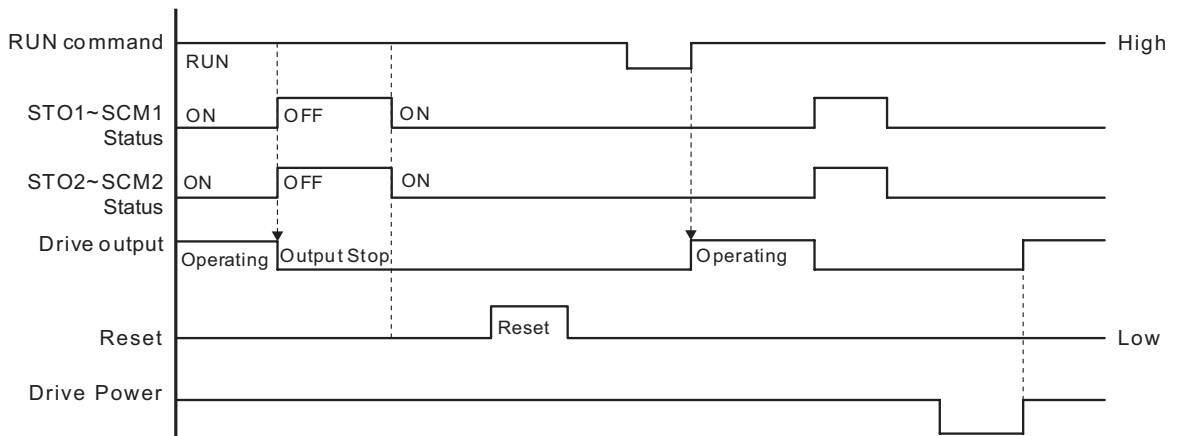 RUN command
RUN
High
STO1~SCM1
Status
ON
OFF
ON
STO2~SCM2
Status
ON
OFF
ON
Drive output
Operating
Output Stop
Operating
Reset
Reset
Low
Drive Power